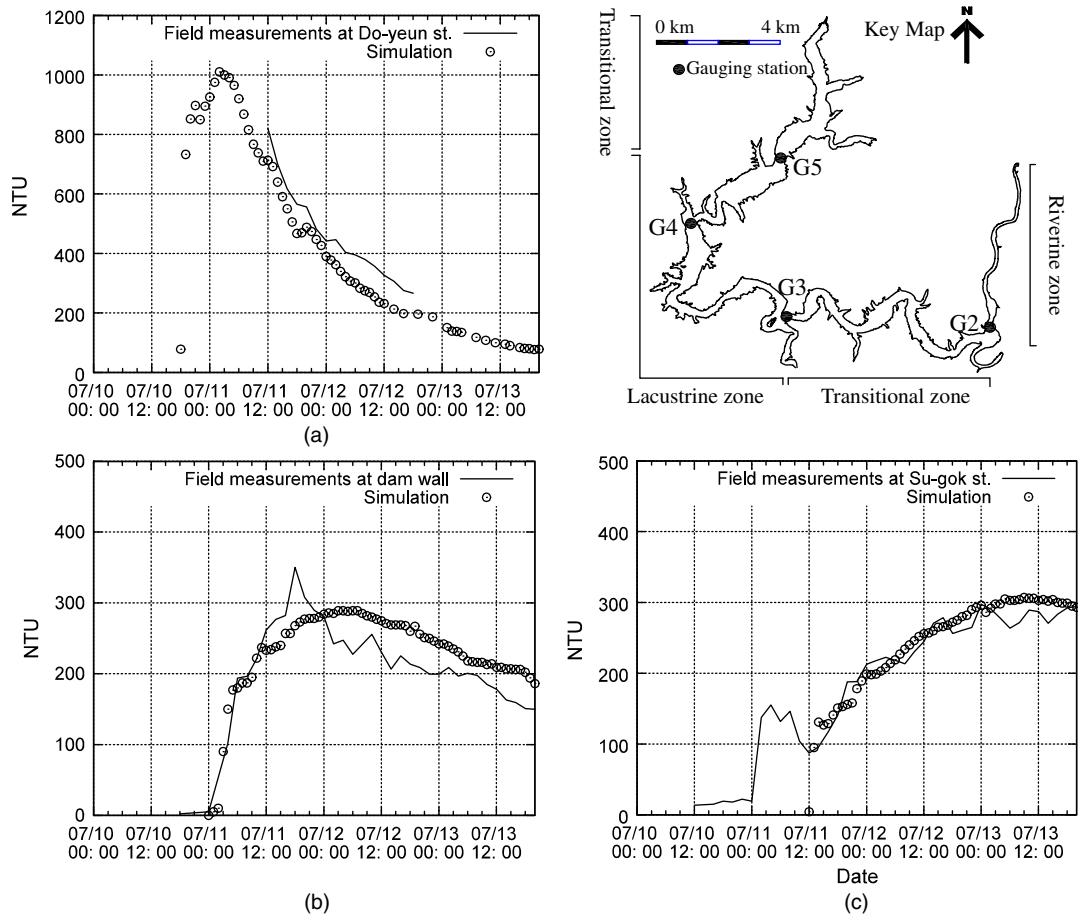 Field measurements at Do-yeun st.
Simulation
1200
1000
800
600
400
200
0
NTU
07/10 07/10 07/11 07/11 07/12 07/12 07/13 07/13
00: 00 12: 00 00: 00 12: 00 00: 00 12: 00 00: 00 12: 00
(a)
Transitional zone
0 km 4 km
Key Map
N
Gauging station
G5
G4
G3
G2
Riverine zone
Lacustrine zone
Transitional zone
Field measurements at dam wall
Simulation
500
400
300
200
100
0
NTU
07/10 07/10 07/11 07/11 07/12 07/12 07/13 07/13
00: 00 12: 00 00: 00 12: 00 00: 00 12: 00 00: 00 12: 00
(b)
Field measurements at Su-gok st.
Simulation
500
400
300
200
100
0
NTU
07/10 07/10 07/11 07/11 07/12 07/12 07/13 07/13
00: 00 12: 00 00: 00 12: 00 00: 00 12: 00 00: 00 12: 00
Date
(c)